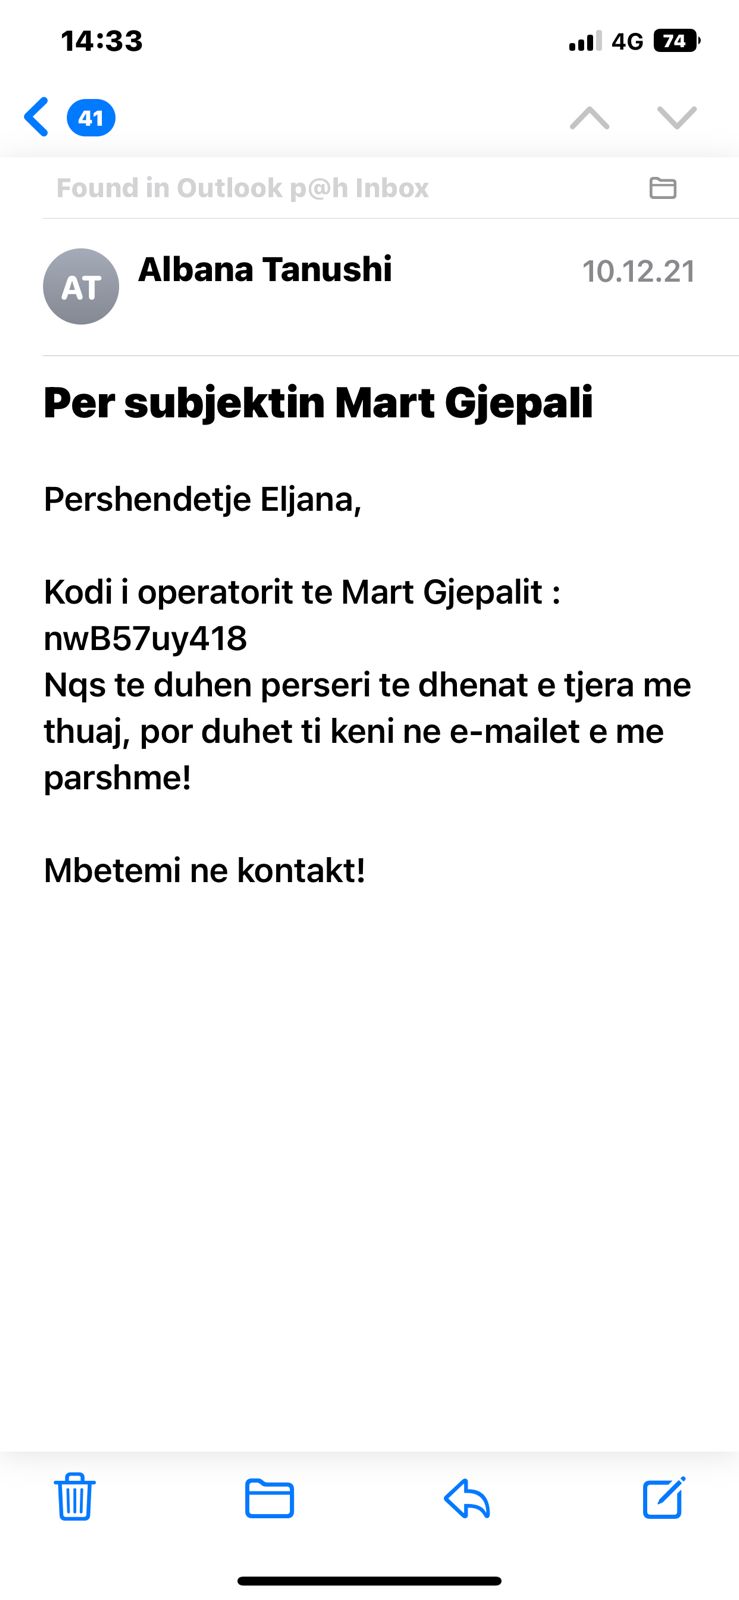 14:33
4G 74
41
Found in Outlook p@h Inbox
AT
Albana Tanushi
10.12.21
Per subjektin Mart Gjepali
Pershendetje Eljana,
Kodi i operatorit te Mart Gjepalit :
nwB57uy418
Nqs te duhen perseri te dhenat e tjera me
thuaj, por duhet ti keni ne e-mailet e me
parshme!
Mbetemi ne kontakt!